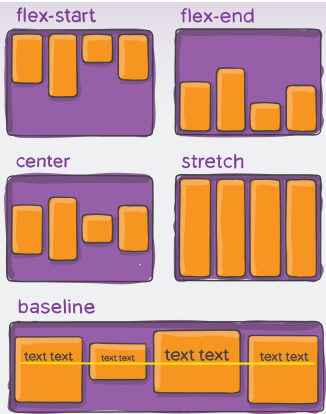 flex-start
flex-end
center
stretch
baseline
text text
text text
text text
text text